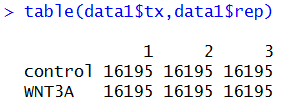 > table(data1$tx,data1$rep)
1 2 3
control 16195 16195 16195
WNT3A 16195 16195 16195